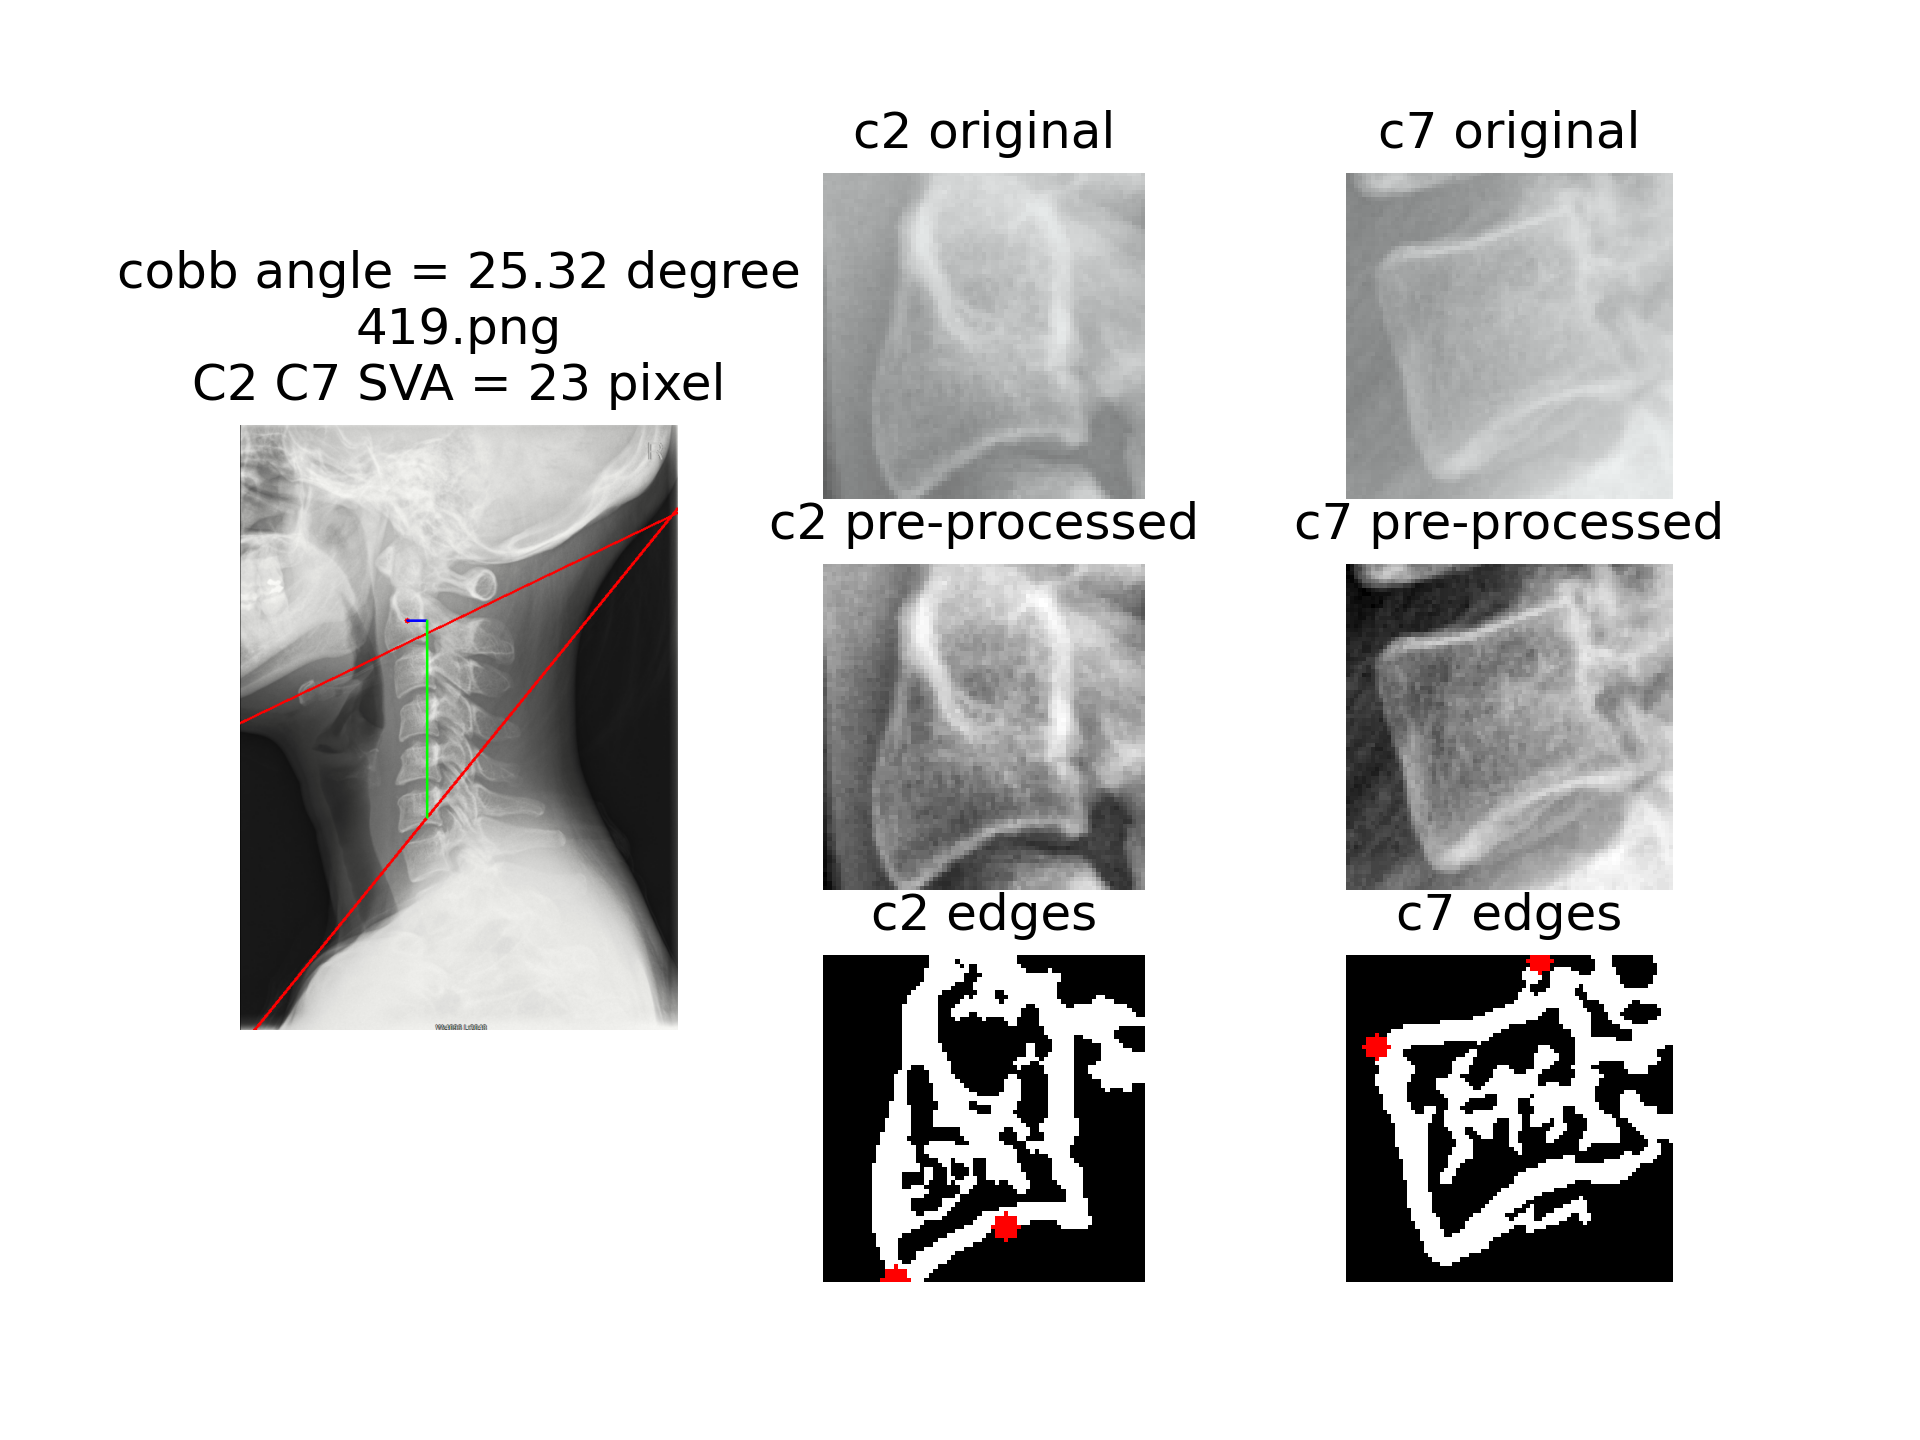 cobb angle = 25.32 degree
419.png
C2 C7 SVA = 23 pixel
R
c2 original
c7 original
c2 pre-processed
c7 pre-processed
c2 edges
c7 edges